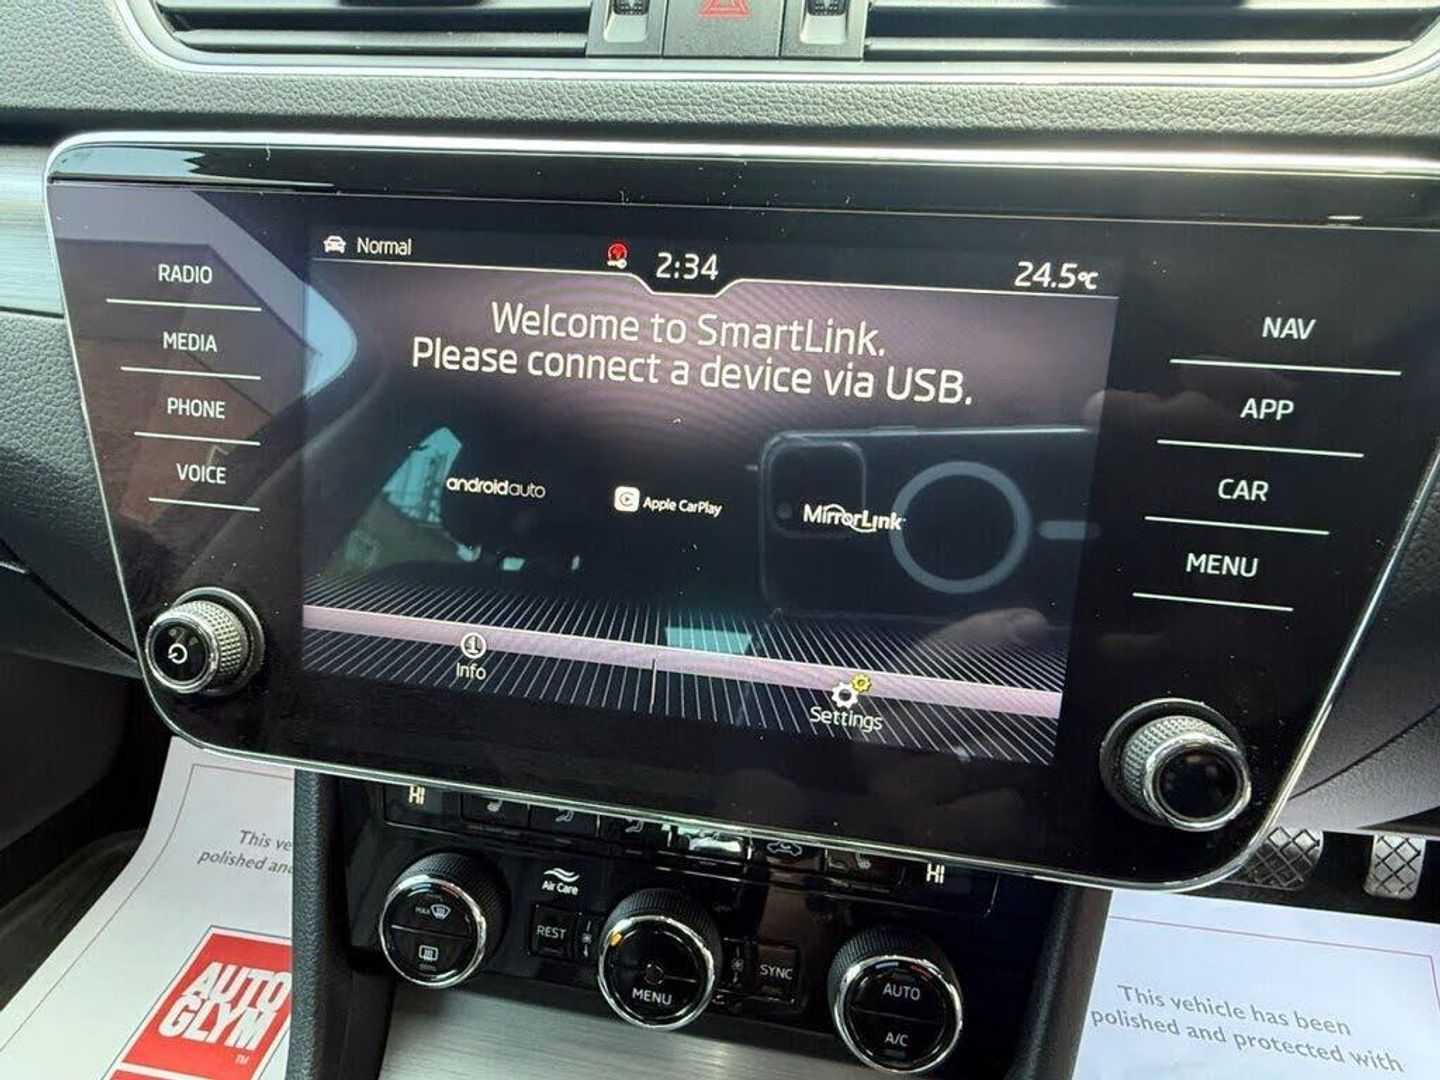 Normal
2:34
24.5°C
RADIO
MEDIA
PHONE
VOICE
Welcome to SmartLink.
Please connect a device via USB.
androidauto
Apple CarPlay
MirrorLink
Info
Settings
NAV
APP
CAR
MENU
HI
HI
Air Care
MAX
REST
MENU
SYNC
AUTO
A/C
This
polished
AUTO
GLYM
TM
This vehicle has been
polished and protected with